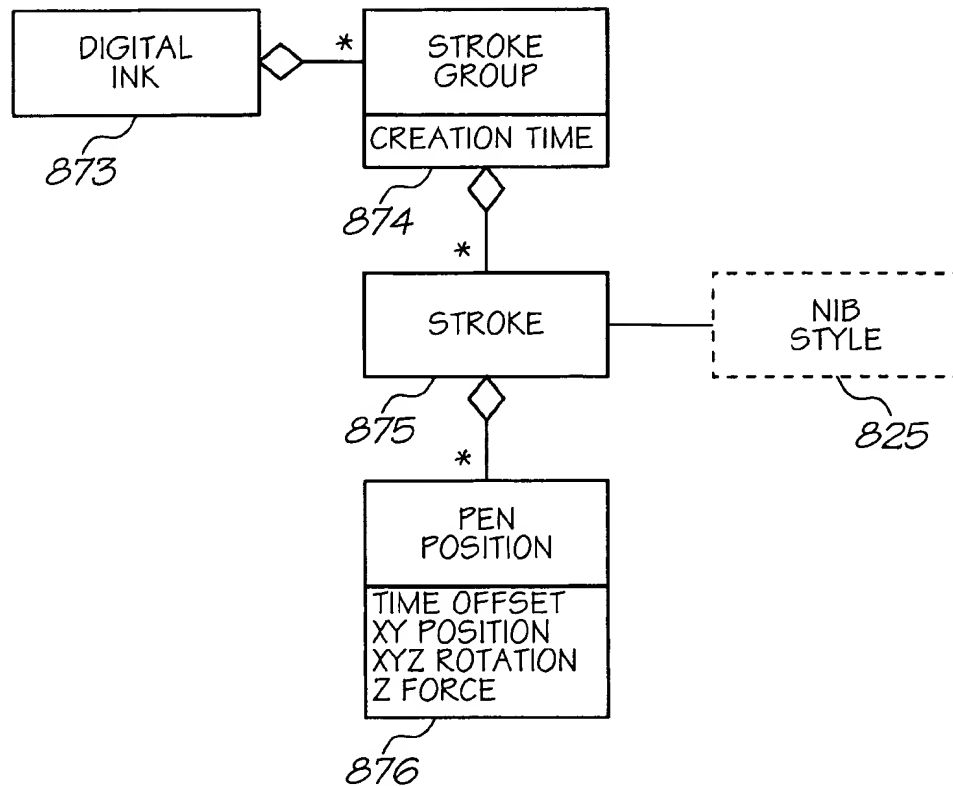 DIGITAL
INK
873
*
STROKE
GROUP
CREATION TIME
874
*
STROKE
875
NIB
STYLE
825
*
PEN
POSITION
TIME OFFSET
XY POSITION
XYZ ROTATION
Z FORCE
876